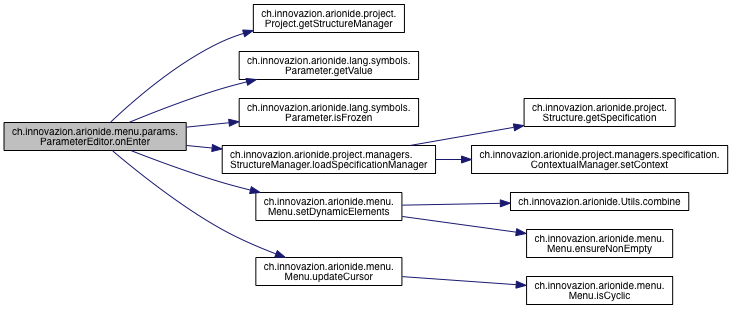 ch.innovazion.arionide.menu.params.
ParameterEditor.onEnter
ch.innovazion.arionide.project.
Project.getStructureManager
ch.innovazion.arionide.lang.symbols.
Parameter.getValue
ch.innovazion.arionide.lang.symbols.
Parameter.isFrozen
ch.innovazion.arionide.project.managers.
StructureManager.loadSpecificationManager
ch.innovazion.arionide.project.
Structure.getSpecification
ch.innovazion.arionide.project.managers.specification.
ContextualManager.setContext
ch.innovazion.arionide.menu.
Menu.setDynamicElements
ch.innovazion.arionide.Utils.combine
ch.innovazion.arionide.menu.
Menu.ensureNonEmpty
ch.innovazion.arionide.menu.
Menu.updateCursor
ch.innovazion.arionide.menu.
Menu.isCyclic